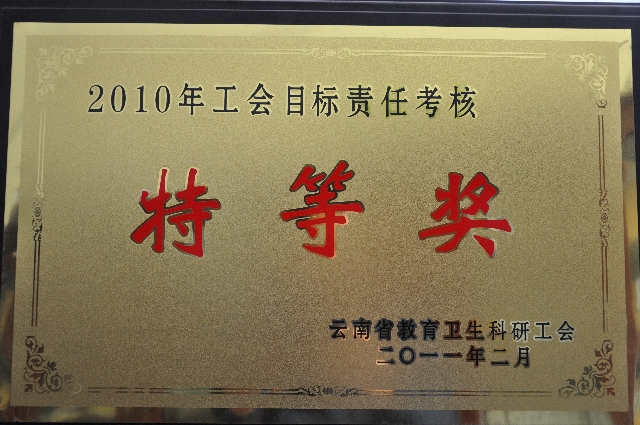 2010年工会目标责任考核
特等奖
云南省教育卫生科研工会
二〇一一年二月